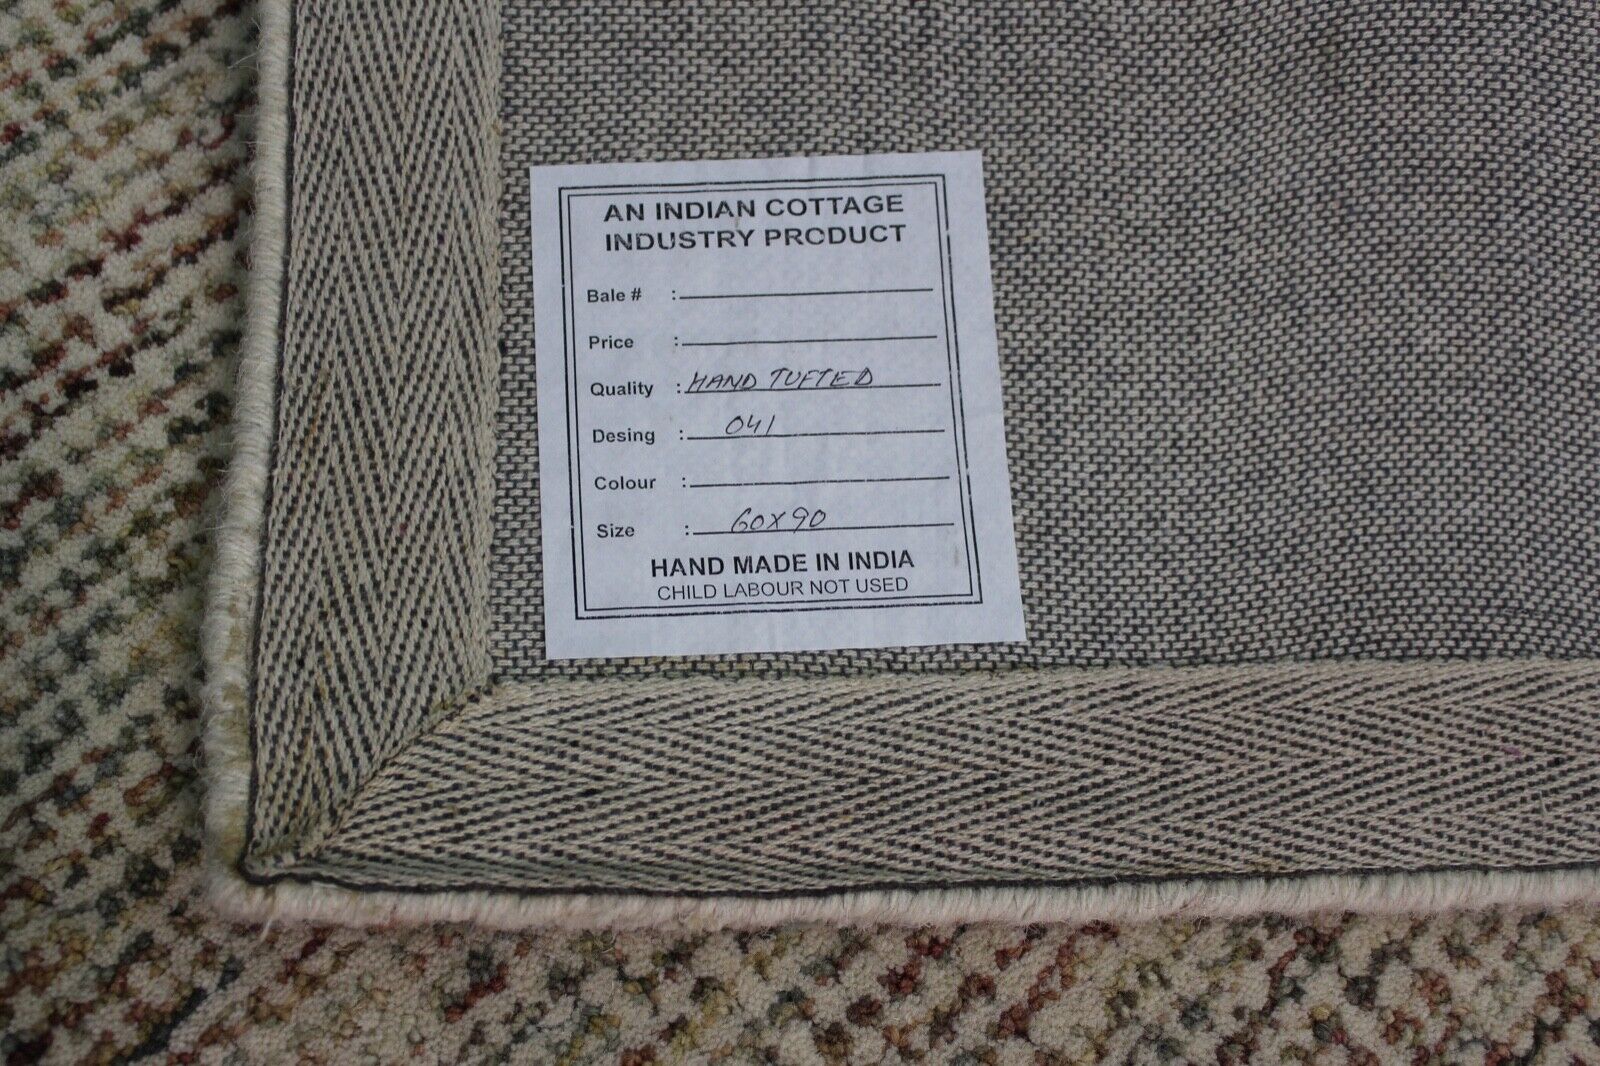 AN INDIAN COTTAGE
INDUSTRY PRODUCT
Bale # :
Price :
Quality : HAND TUFTED
Desing : 041
Colour :
Size : 60X90
HAND MADE IN INDIA
CHILD LABOUR NOT USED